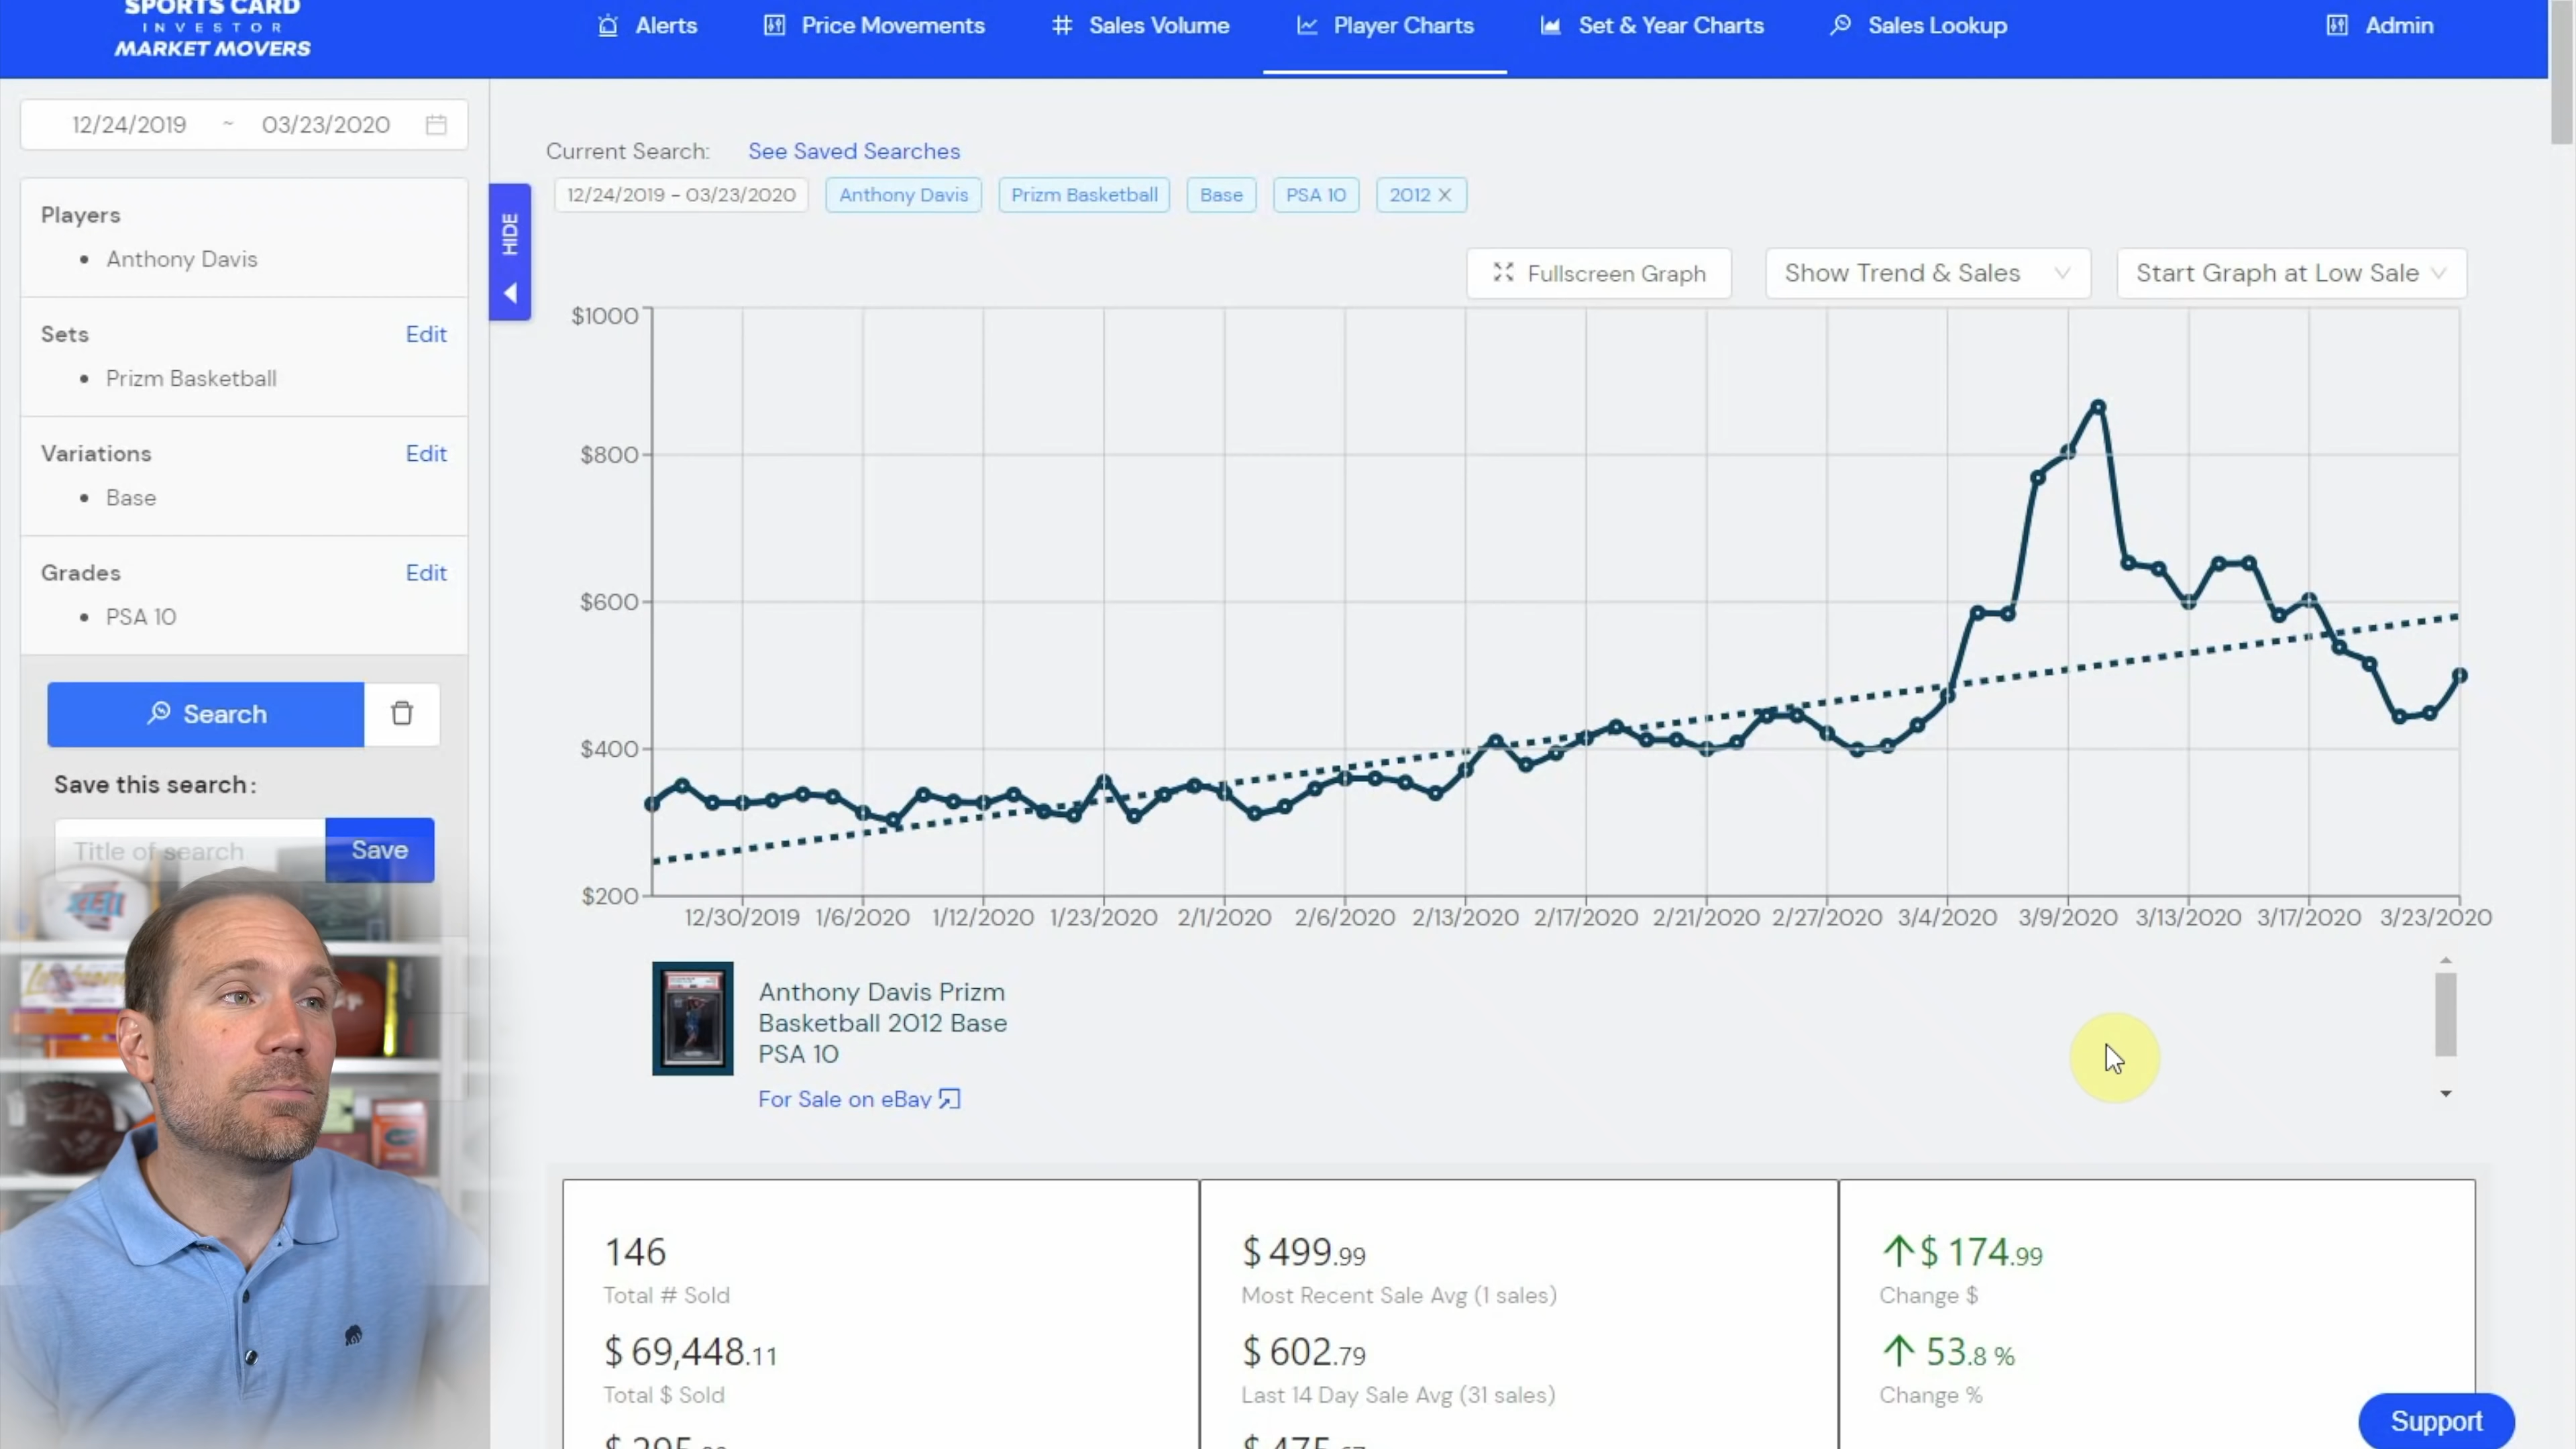 SPORTS CARD
INVESTOR
MARKET MOVERS
Alerts
Price Movements
Sales Volume
Player Charts
Set & Year Charts
Sales Lookup
Admin
12/24/2019 ~ 03/23/2020
Players
Anthony Davis
Sets Edit
Prizm Basketball
Variations Edit
Base
Grades Edit
PSA 10
Search
Save this search:
Title of search Save
HIDE
Current Search: See Saved Searches
12/24/2019 - 03/23/2020 Anthony Davis Prizm Basketball Base PSA 10 2012 X
Fullscreen Graph Show Trend & Sales Start Graph at Low Sale
$1000
$800
$600
$400
$200
12/30/2019 1/6/2020 1/12/2020 1/23/2020 2/1/2020 2/6/2020 2/13/2020 2/17/2020 2/21/2020 2/27/2020 3/4/2020 3/9/2020 3/13/2020 3/17/2020 3/23/2020
Anthony Davis Prizm
Basketball 2012 Base
PSA 10
For Sale on eBay
146
Total # Sold
$ 69,448.11
Total $ Sold
$ 499.99
Most Recent Sale Avg (1 sales)
$ 602.79
Last 14 Day Sale Avg (31 sales)
$ 174.99
Change $
53.8 %
Change %
Support
XLII